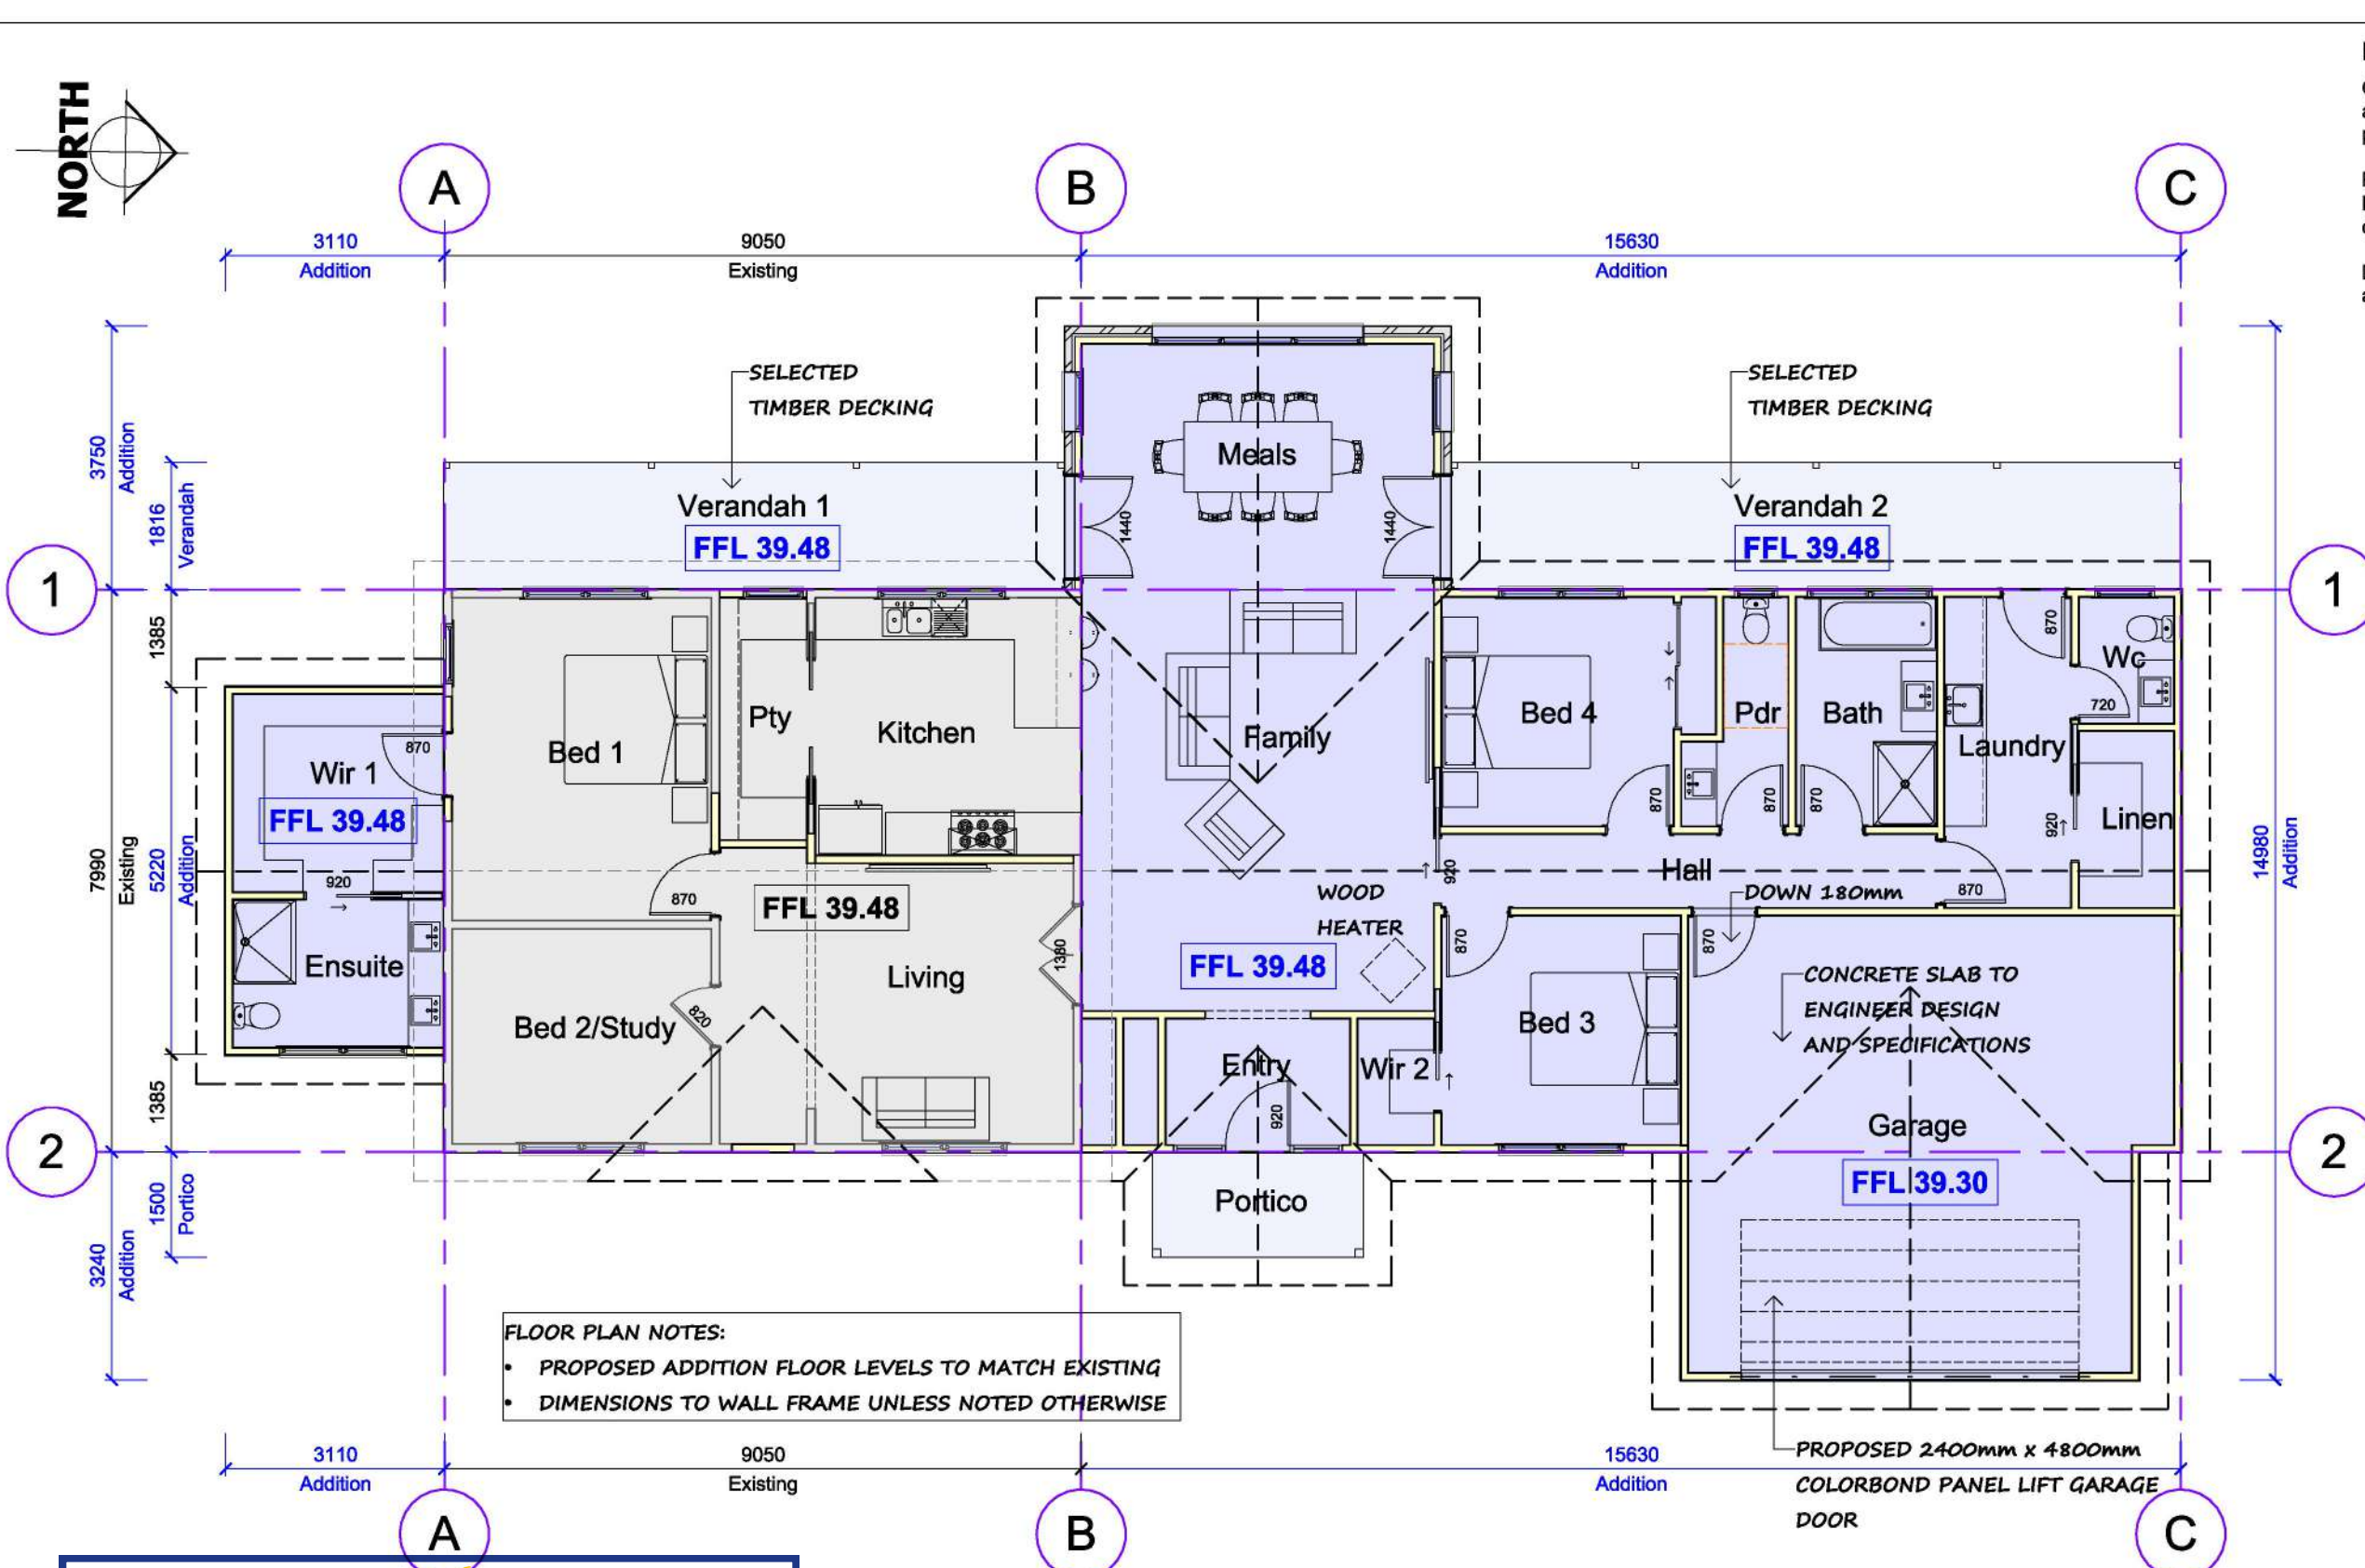 NORTH
A
B
C
3110
Addition
9050
Existing
15630
Addition
SELECTED
TIMBER DECKING
SELECTED
TIMBER DECKING
3750
Addition
1816
Verandah
Meals
Verandah 1
FFL 39.48
1440
1440
Verandah 2
FFL 39.48
1
1
1385
870
Wc
720
Pty
Kitchen
Bed 1
870
Wir 1
FFL 39.48
Family
Bed 4
Pdr
Bath
Laundry
870
870
870
920
Linen
7990
Existing
5220
Addition
14980
Addition
920
870
FFL 39.48
WOOD
HEATER
920
Hall
DOWN 180mm
870
870
870
Ensuite
Living
1380
FFL 39.48
CONCRETE SLAB TO
ENGINEER DESIGN
AND SPECIFICATIONS
Bed 2/Study
820
Bed 3
Entry
920
Wir 2
Garage
FFL 39.30
1385
2
2
1500
Portico
3240
Addition
Portico
FLOOR PLAN NOTES:
• PROPOSED ADDITION FLOOR LEVELS TO MATCH EXISTING
• DIMENSIONS TO WALL FRAME UNLESS NOTED OTHERWISE
3110
Addition
9050
Existing
15630
Addition
PROPOSED 2400mm x 4800mm
COLORBOND PANEL LIFT GARAGE
DOOR
A
B
C